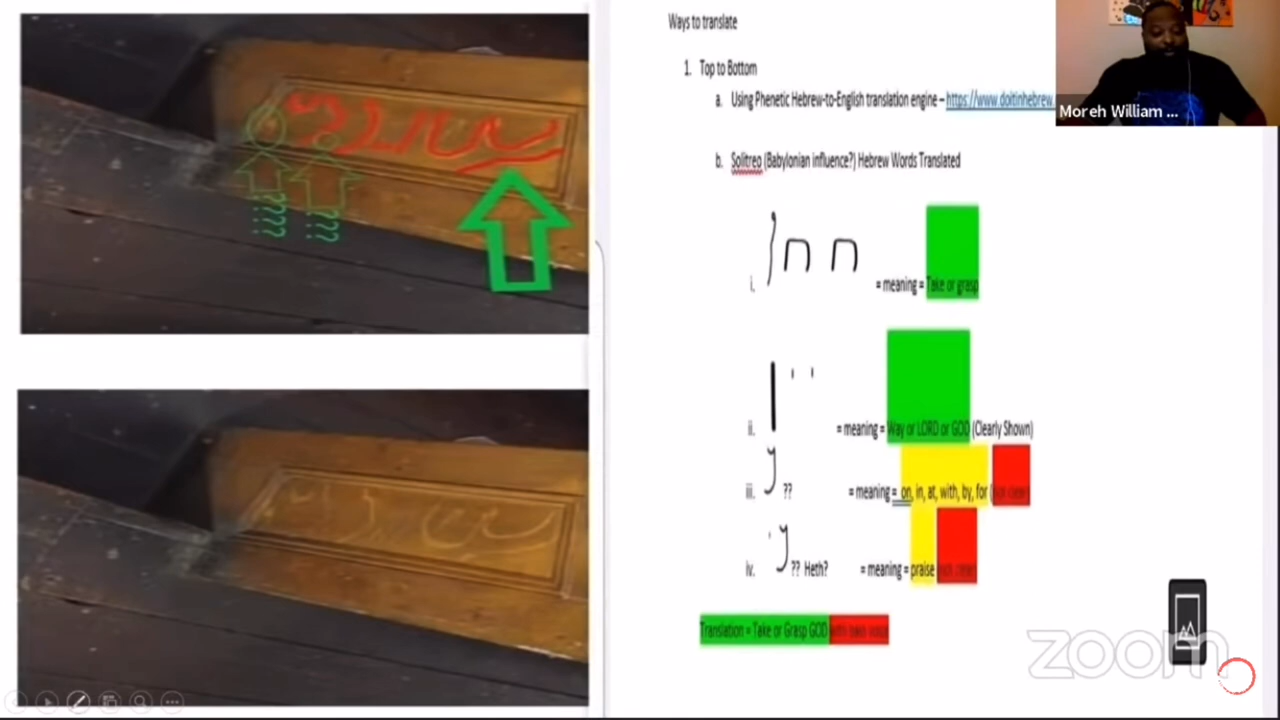 Ways to translate
1. Top to Bottom
a. Using Phenetic Hebrew-to-English translation engine – https://www.doitinhebrew.
Moreh William ...
b. Solitreo (Babylonian influence?) Hebrew Words Translated
i. = meaning = Take or grasp
ii. = meaning = Way or LORD or GOD (Clearly Shown)
iii. ?? = meaning = on, in, at, with, by, for
iv. ?? Heth? = meaning = praise
Translation = Take or Grasp GOD
zoom